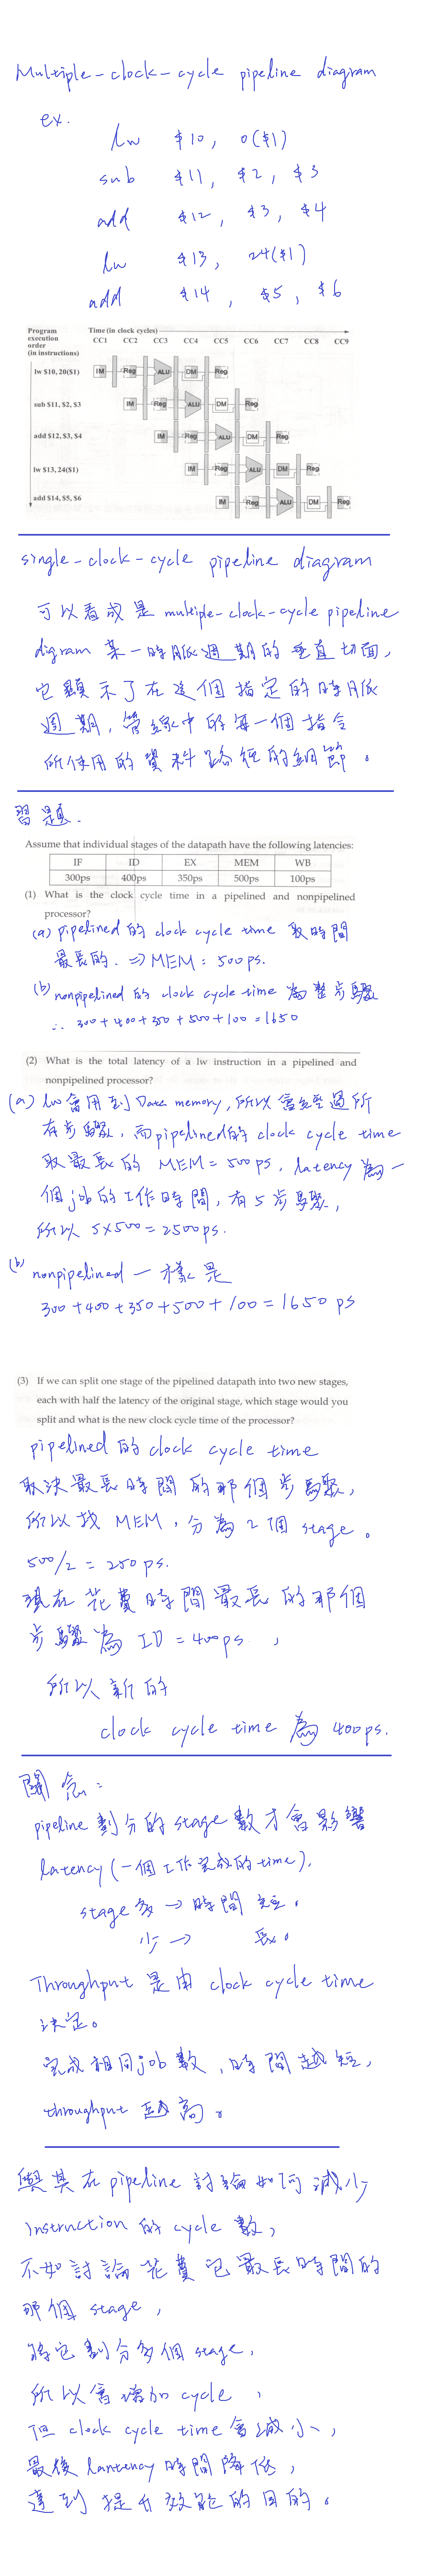 Multiple-clock-cycle pipeline diagram
ex.
lw $10, 0($1)
sub $11, $2, $3
add $12, $3, $4
lw $13, 24($1)
add $14, $5, $6
Program execution order (in instructions)
Time (in clock cycles)
CC1 CC2 CC3 CC4 CC5 CC6 CC7 CC8 CC9
lw $10, 20($1) IM Reg ALU DM Reg
sub $11, $2, $3 IM Reg ALU DM Reg
add $12, $3, $4 IM Reg ALU DM Reg
lw $13, 24($1) IM Reg ALU DM Reg
add $14, $5, $6 IM Reg ALU DM Reg
single-clock-cycle pipeline diagram
可以看成是 multiple-clock-cycle pipeline
digram 某一時脈週期的垂直切面,
它顯示了在這個指定的時脈
週期,管線中的每一個指令
所使用的資料路徑的細節。
習題.
Assume that individual stages of the datapath have the following latencies:
IF ID EX MEM WB
300ps 400ps 350ps 500ps 100ps
(1) What is the clock cycle time in a pipelined and nonpipelined
processor?
(a) pipelined 的 clock cycle time 取時間
最長的. ⇒ MEM = 500 ps.
(b) nonpipelined 的 clock cycle time 為整步驟
∴ 300+400+350+500+100=1650
(2) What is the total latency of a lw instruction in a pipelined and
nonpipelined processor?
(a) lw 會用到 Data memory, 所以會經過所
有步驟, 而 pipelined 的 clock cycle time
取最長的 MEM = 500 ps, latency 為一
個 job 的工作時間, 有 5 步驟,
所以 5×500 = 2500 ps.
(b) nonpipelined 一樣是
300+400+350+500+100=1650 ps
(3) If we can split one stage of the pipelined datapath into two new stages,
each with half the latency of the original stage, which stage would you
split and what is the new clock cycle time of the processor?
pipelined 的 clock cycle time
取決最長時間的那個步驟,
所以找 MEM, 分為 2 個 stage。
500/2 = 250 ps.
現在花費時間最長的那個
步驟為 ID = 400 ps ,
所以新的
clock cycle time 為 400 ps.
關念:
pipeline 劃分的 stage 數才會影響
latency (一個工作完成的 time).
stage 多 → 時間短。
少 → 長。
Throughput 是由 clock cycle time
決定。
完成相同 job 數, 時間越短,
throughput 越高。
與其在 pipeline 討論如何減少
instruction 的 cycle 數,
不如討論花費它最長時間的
那個 stage,
將它劃分多個 stage,
所以會增加 cycle ,
但 clock cycle time 會減小,
最後 lantency 時間降低,
達到提升效能的目的。